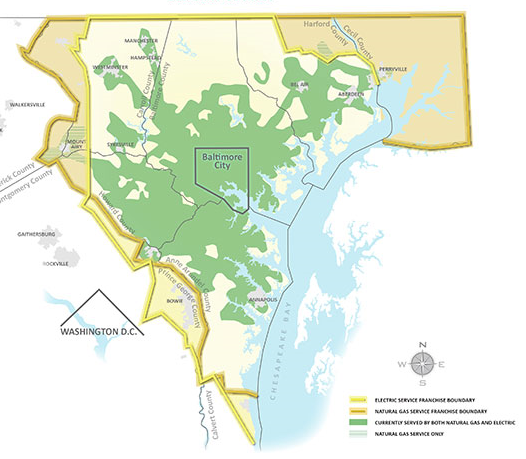 Harford
County
Cecil County
MANCHESTER
HAMPSTEAD
WESTMINSTER
PERRYVILLE
BEL AIR
ABERDEEN
Carroll County
Baltimore County
WALKERSVILLE
MOUNT
AIRY
SYKESVILLE
Baltimore
City
rick County
ontgomery County
Howard County
GAITHERSBURG
ROCKVILLE
Anne Arundel County
Prince George County
BOWIE
ANNAPOLIS
WASHINGTON D.C.
CHESAPEAKE BAY
Calvert County
N
W
E
S
ELECTRIC SERVICE FRANCHISE BOUNDARY
NATURAL GAS SERVICE FRANCHISE BOUNDARY
CURRENTLY SERVED BY BOTH NATURAL GAS AND ELECTRIC
NATURAL GAS SERVICE ONLY